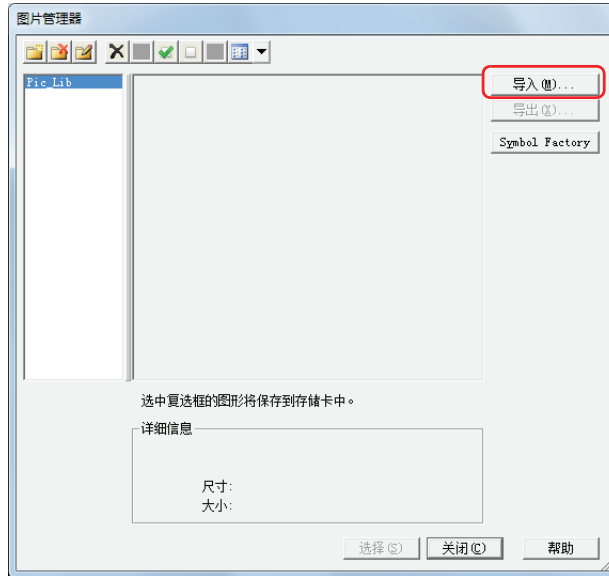 图片管理器
Pic_Lib
导入(M)...
导出(X)...
Symbol Factory
选中复选框的图形将保存到存储卡中。
详细信息
尺寸:
大小:
选择(S)
关闭(C)
帮助